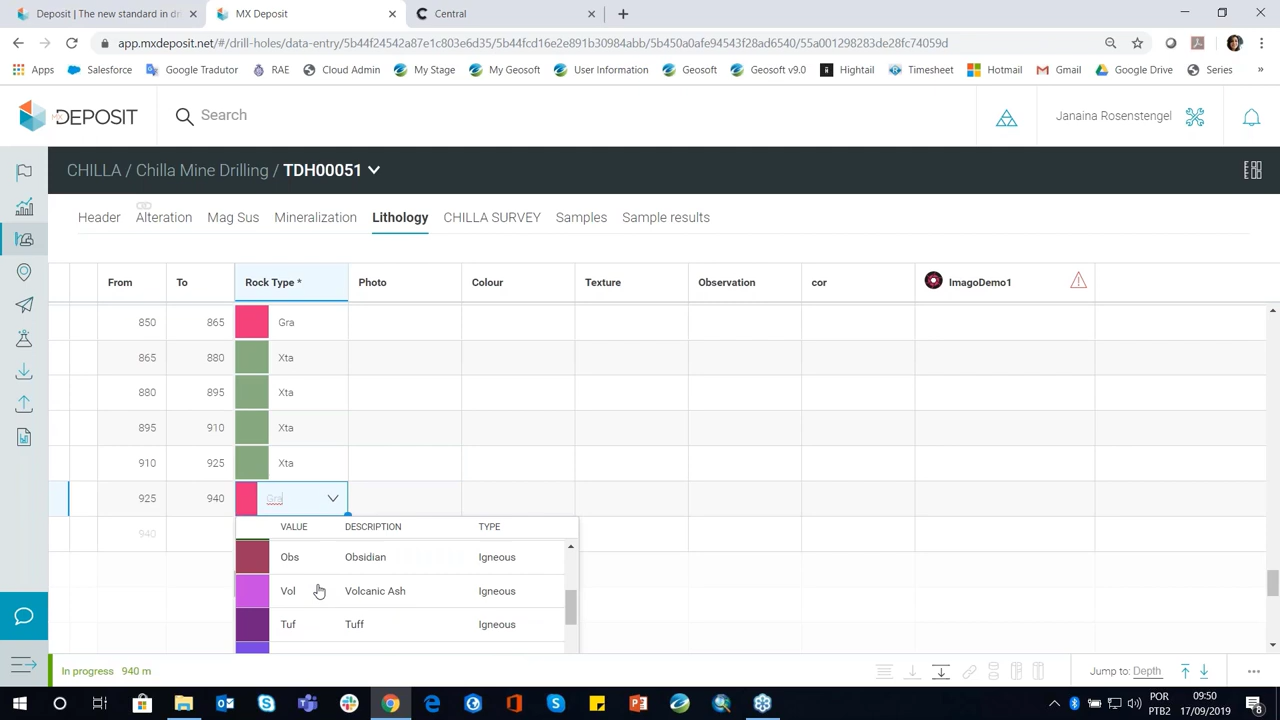 Deposit | The new standard in dr
MX Deposit
Central
app.mxdeposit.net/#/drill-holes/data-entry/5b44f24542a87e1c803e6d35/5b44fcd16e2e891b30984abb/5b450a0afe94543f28ad6540/55a001298283de28fc74059d
Apps
Salesforce
Google Tradutor
RAE
Cloud Admin
My Stage
My Geosoft
User Information
Geosoft
Geosoft v9.0
Hightail
Timesheet
Hotmail
Gmail
Google Drive
Series
»
MX DEPOSIT
Search
Janaina Rosenstengel
CHILLA / Chilla Mine Drilling / TDH00051
Header
Alteration
Mag Sus
Mineralization
Lithology
CHILLA SURVEY
Samples
Sample results
From To Rock Type * Photo Colour Texture Observation cor ImagoDemo1
850 865 Gra
865 880 Xta
880 895 Xta
895 910 Xta
910 925 Xta
925 940 Gra
940
VALUE DESCRIPTION TYPE
Obs Obsidian Igneous
Vol Volcanic Ash Igneous
Tuf Tuff Igneous
In progress 940 m
Jump to: Depth
POR
PTB2
09:50
17/09/2019
8